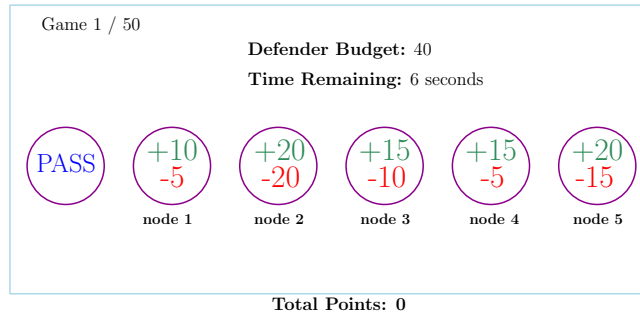 Game 1 / 50
Defender Budget: 40
Time Remaining: 6 seconds
PASS
+10
-5
node 1
+20
-20
node 2
+15
-10
node 3
+15
-5
node 4
+20
-15
node 5
Total Points: 0